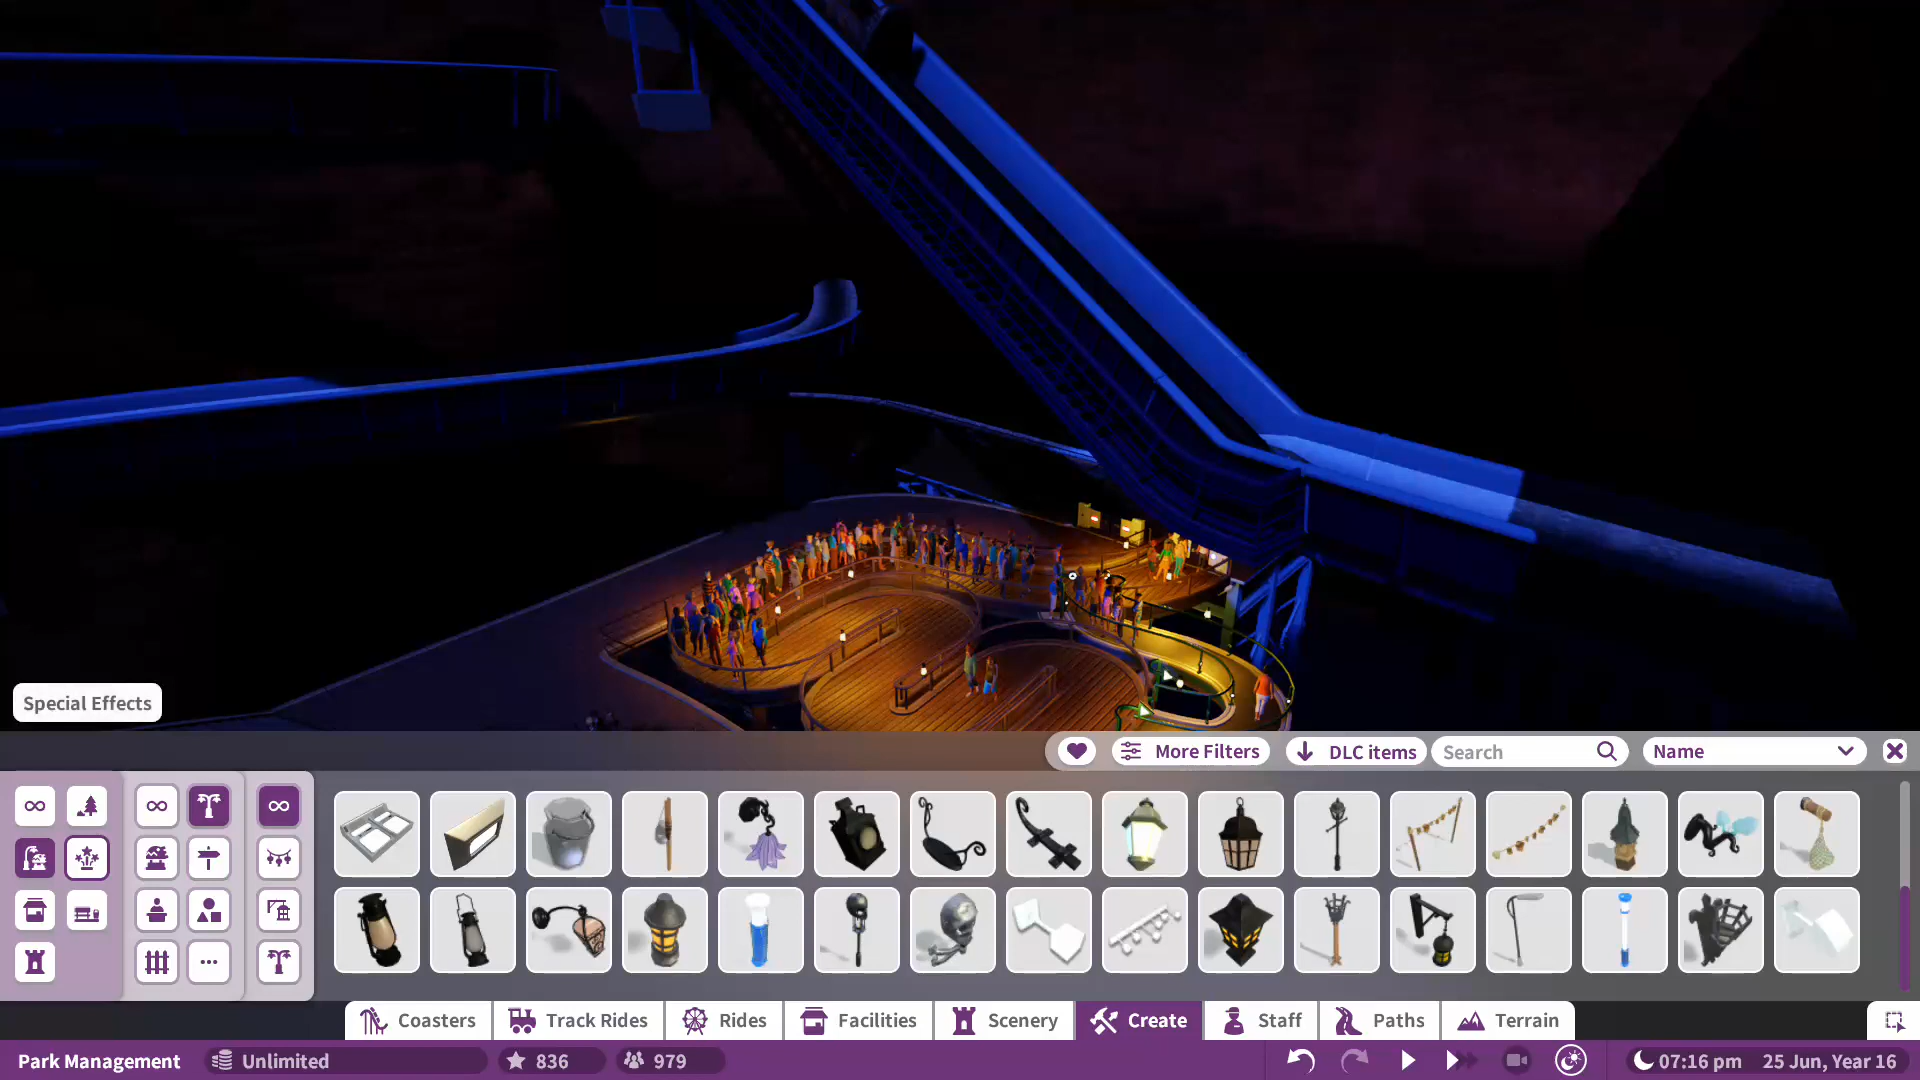 Special Effects
More Filters
DLC items
Search
Name
Coasters
Track Rides
Rides
Facilities
Scenery
Create
Staff
Paths
Terrain
Park Management
Unlimited
836
979
07:16 pm
25 Jun, Year 16